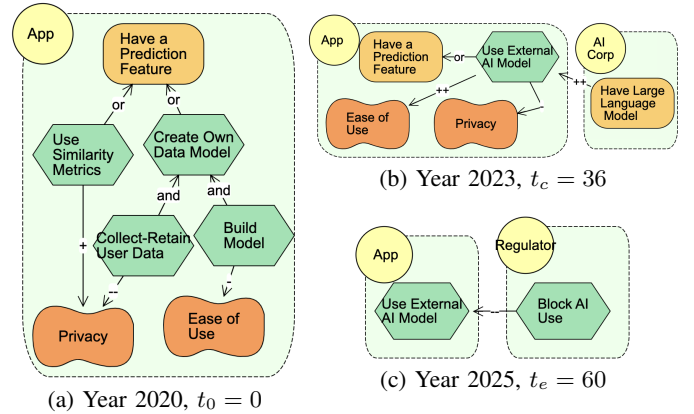 App
Have a
Prediction
Feature
or
or
Use
Similarity
Metrics
Create Own
Data Model
and
and
+
Collect-Retain
User Data
Build
Model
--
-
Privacy
Ease of
Use
(a) Year 2020, t0 = 0
App
Have a
Prediction
Feature
or
Use External
AI Model
AI
Corp
++
++
Have Large
Language
Model
Ease of
Use
Privacy
-
(b) Year 2023, tc = 36
App
Regulator
Use External
AI Model
--
Block AI
Use
(c) Year 2025, te = 60